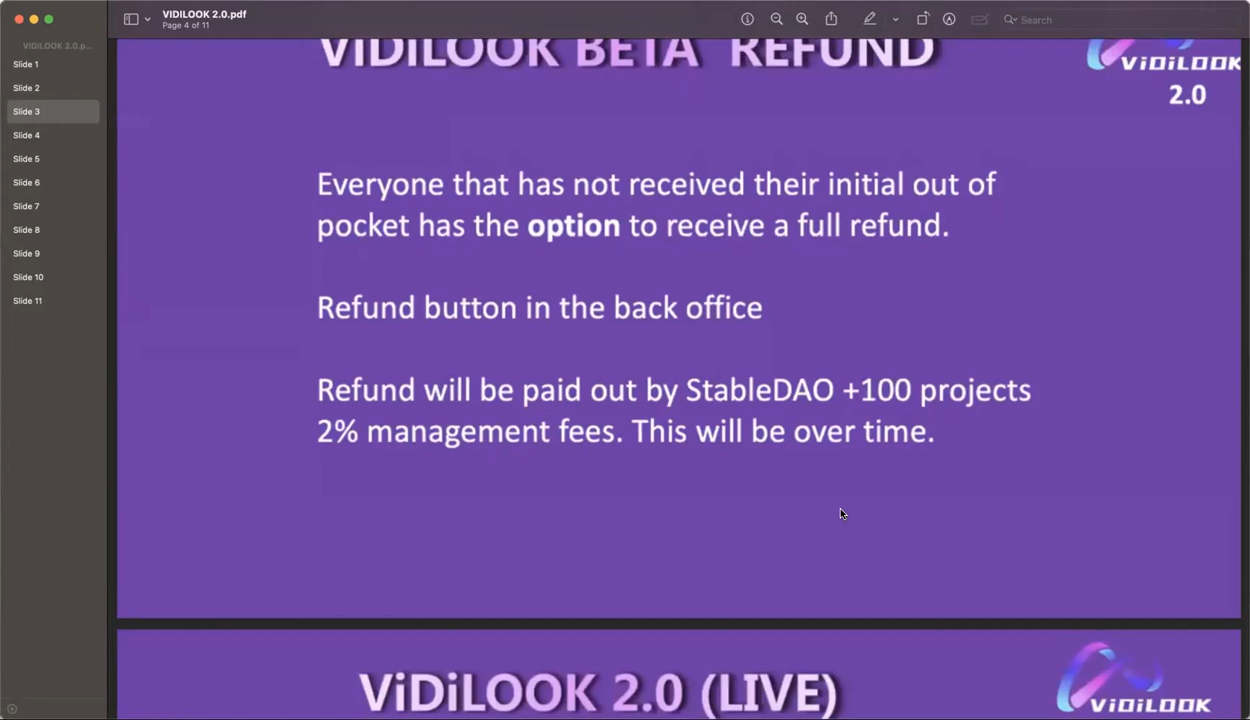 VIDILOOK 2.0.pdf
Page 4 of 11
Search
VIDILOOK 2.0.p...
Slide 1
Slide 2
Slide 3
Slide 4
Slide 5
Slide 6
Slide 7
Slide 8
Slide 9
Slide 10
Slide 11
ViDiLOOK BETA REFUND
ViDiLOOK
2.0
Everyone that has not received their initial out of
pocket has the option to receive a full refund.
Refund button in the back office
Refund will be paid out by StableDAO +100 projects
2% management fees. This will be over time.
ViDiLOOK 2.0 (LIVE)
ViDiLOOK